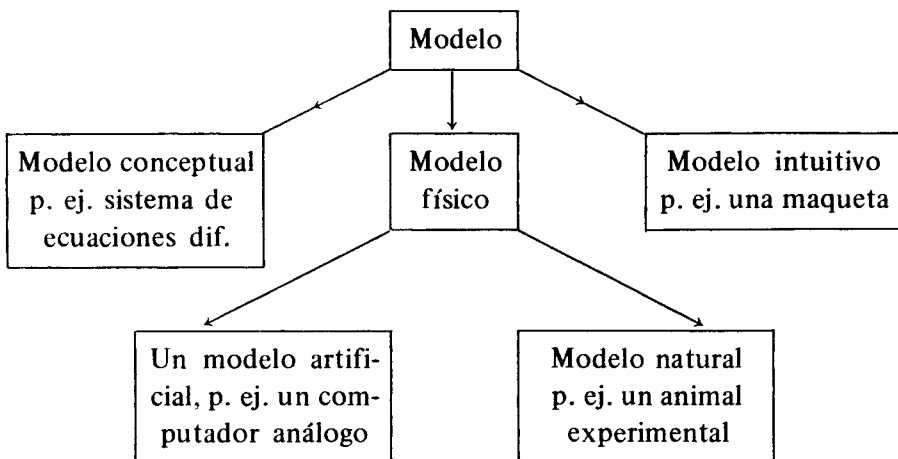 Modelo
Modelo conceptual
p. ej. sistema de
ecuaciones dif.
Modelo
físico
Modelo intuitivo
p. ej. una maqueta
Un modelo artifi-
cial, p. ej. un com-
putador análogo
Modelo natural
p. ej. un animal
experimental